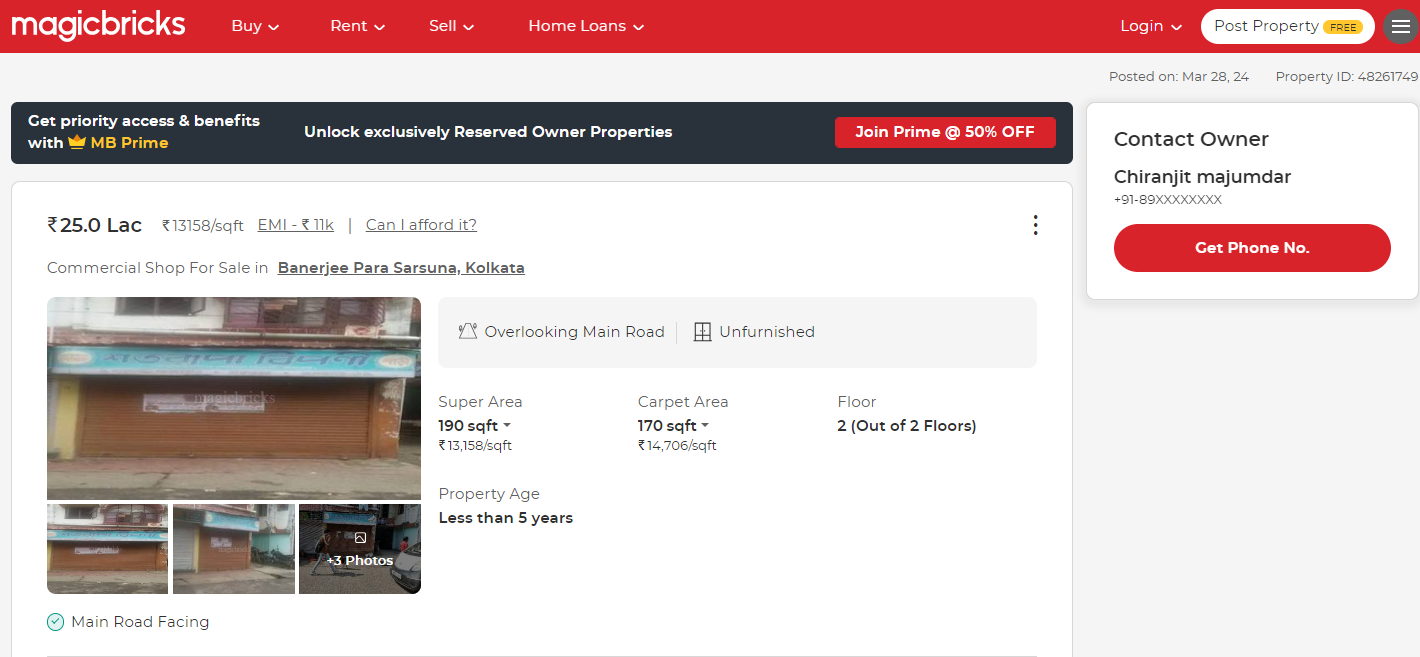 magicbricks
Buy
Rent
Sell
Home Loans
Login
Post Property FREE
Posted on: Mar 28, 24
Property ID: 48261749
Get priority access & benefits
with MB Prime
Unlock exclusively Reserved Owner Properties
Join Prime @ 50% OFF
Contact Owner
Chiranjit majumdar
+91-89XXXXXXXX
Get Phone No.
₹25.0 Lac
₹13158/sqft
EMI - ₹ 11k
|
Can I afford it?
Commercial Shop For Sale in Banerjee Para Sarsuna, Kolkata
magicbricks
+3 Photos
Overlooking Main Road
Unfurnished
Super Area
190 sqft
₹13,158/sqft
Carpet Area
170 sqft
₹14,706/sqft
Floor
2 (Out of 2 Floors)
Property Age
Less than 5 years
Main Road Facing